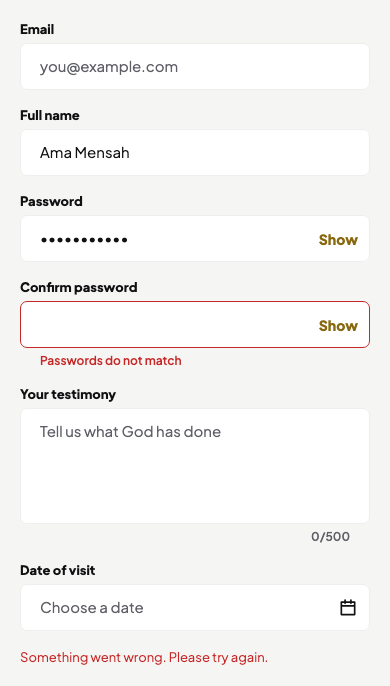 Email
you@example.com
Full name
Ama Mensah
Password
•••••••••••
Show
Confirm password
Show
Passwords do not match
Your testimony
Tell us what God has done
0/500
Date of visit
Choose a date
Something went wrong. Please try again.